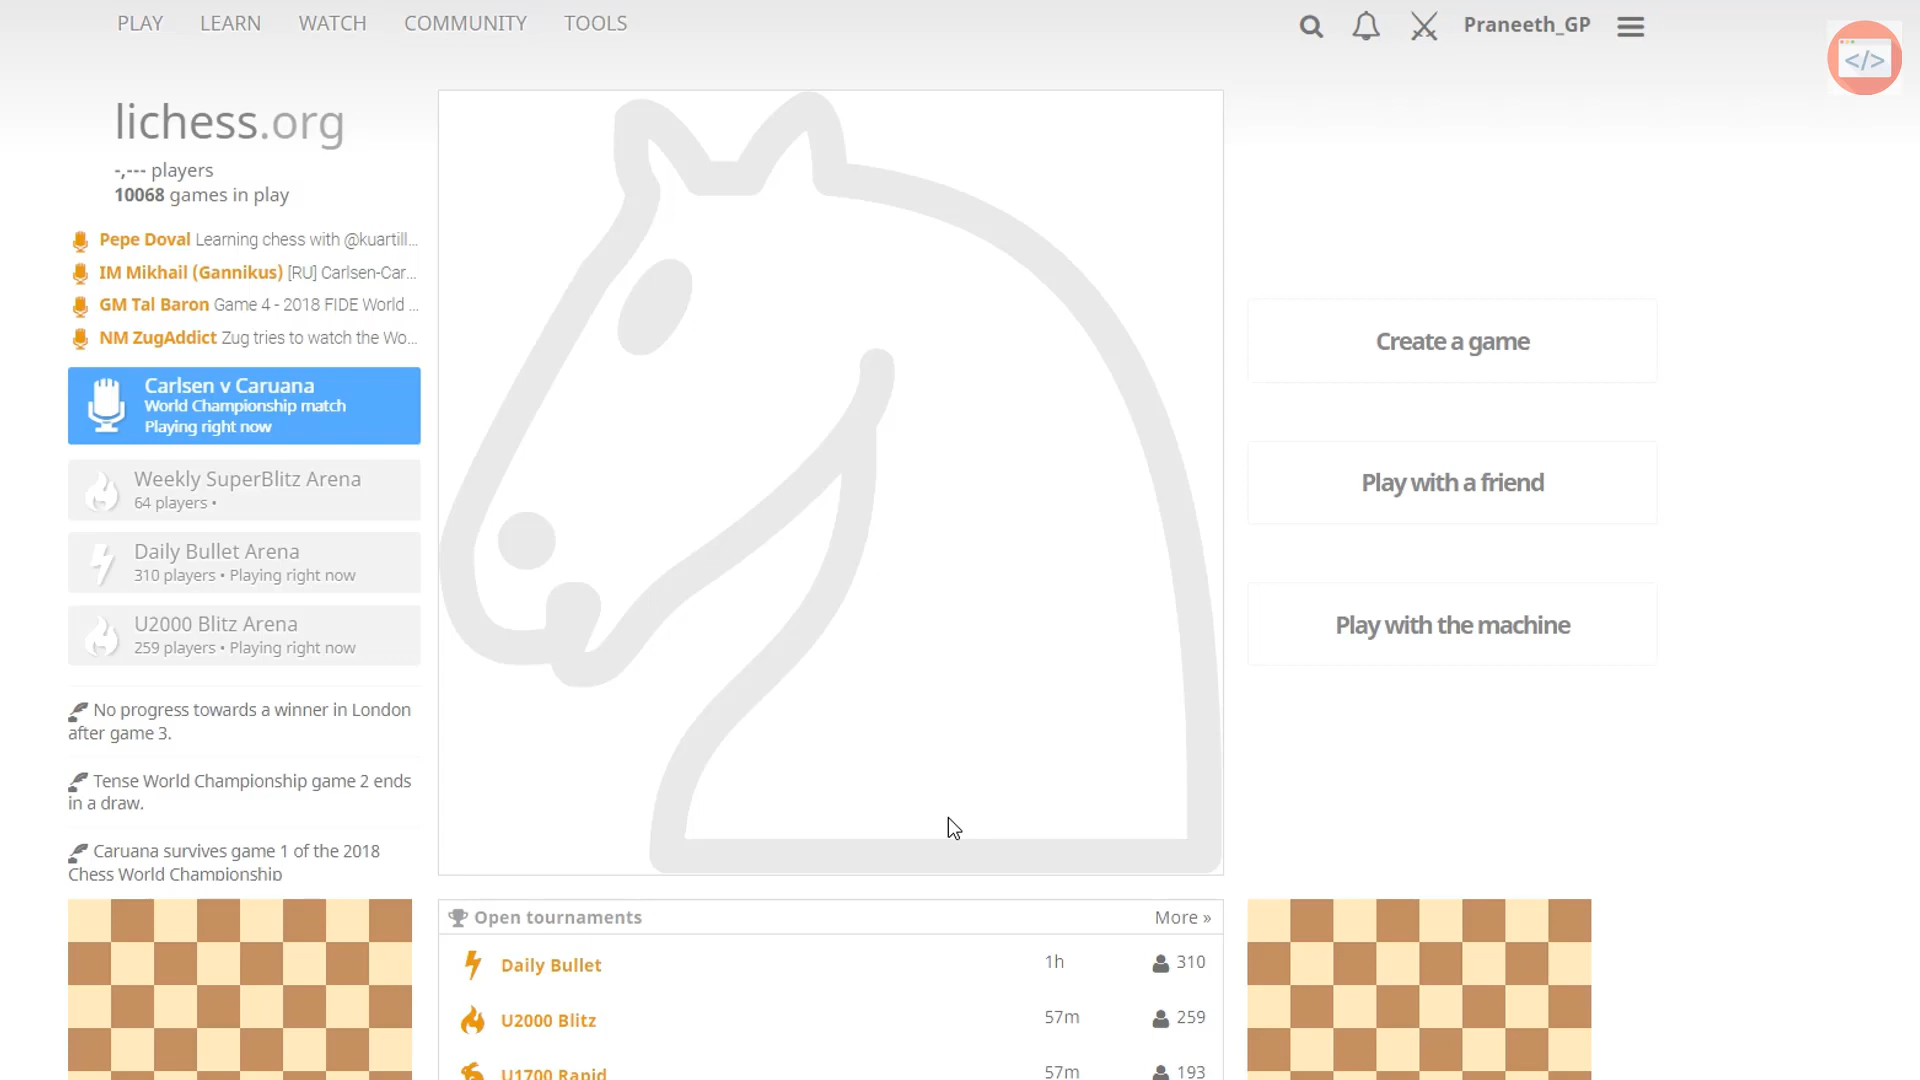 PLAY LEARN WATCH COMMUNITY TOOLS
Praneeth_GP
</>
lichess.org
-,--- players
10068 games in play
Pepe Doval Learning chess with @kuartill...
IM Mikhail (Gannikus) [RU] Carlsen-Car...
GM Tal Baron Game 4 - 2018 FIDE World ...
NM ZugAddict Zug tries to watch the Wo...
Carlsen v Caruana
World Championship match
Playing right now
Weekly SuperBlitz Arena
64 players •
Daily Bullet Arena
310 players • Playing right now
U2000 Blitz Arena
259 players • Playing right now
No progress towards a winner in London
after game 3.
Tense World Championship game 2 ends
in a draw.
Caruana survives game 1 of the 2018
Chess World Championship
Create a game
Play with a friend
Play with the machine
Open tournaments More »
Daily Bullet 1h 310
U2000 Blitz 57m 259
U1700 Rapid 57m 193